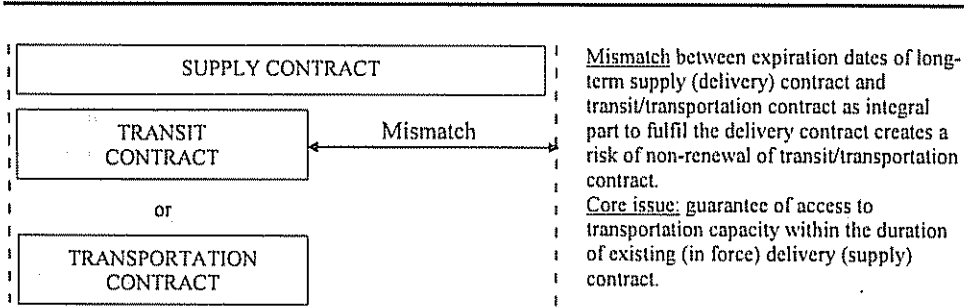 SUPPLY CONTRACT
TRANSIT
CONTRACT
Mismatch
or
TRANSPORTATION
CONTRACT
Mismatch between expiration dates of long-
term supply (delivery) contract and
transit/transportation contract as integral
part to fulfil the delivery contract creates a
risk of non-renewal of transit/transportation
contract.
Core issue: guarantee of access to
transportation capacity within the duration
of existing (in force) delivery (supply)
contract.